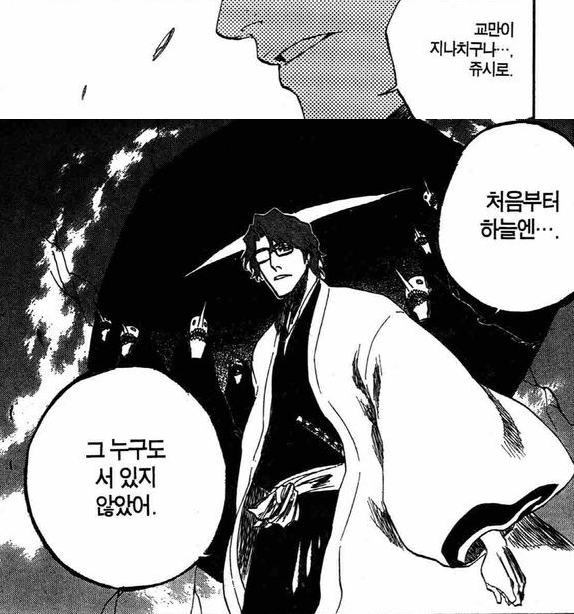 교만이
지나치구나…,
쥬시로.
처음부터
하늘엔….
그 누구도
서 있지
않았어.